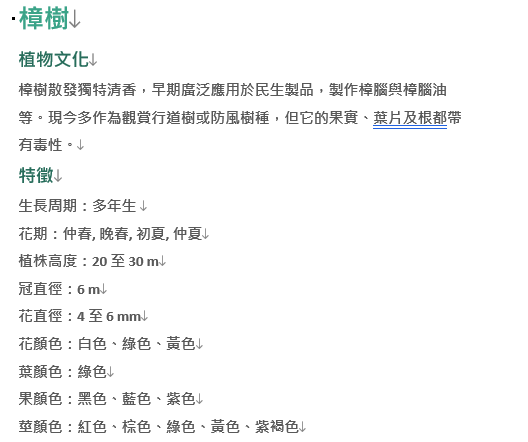 樟樹
植物文化
樟樹散發獨特清香，早期廣泛應用於民生製品，製作樟腦與樟腦油
等。現今多作為觀賞行道樹或防風樹種，但它的果實、葉片及根都帶
有毒性。
特徵
生長周期：多年生
花期：仲春, 晚春, 初夏, 仲夏
植株高度：20 至 30 m
冠直徑：6 m
花直徑：4 至 6 mm
花顏色：白色、綠色、黃色
葉顏色：綠色
果顏色：黑色、藍色、紫色
莖顏色：紅色、棕色、綠色、黃色、紫褐色